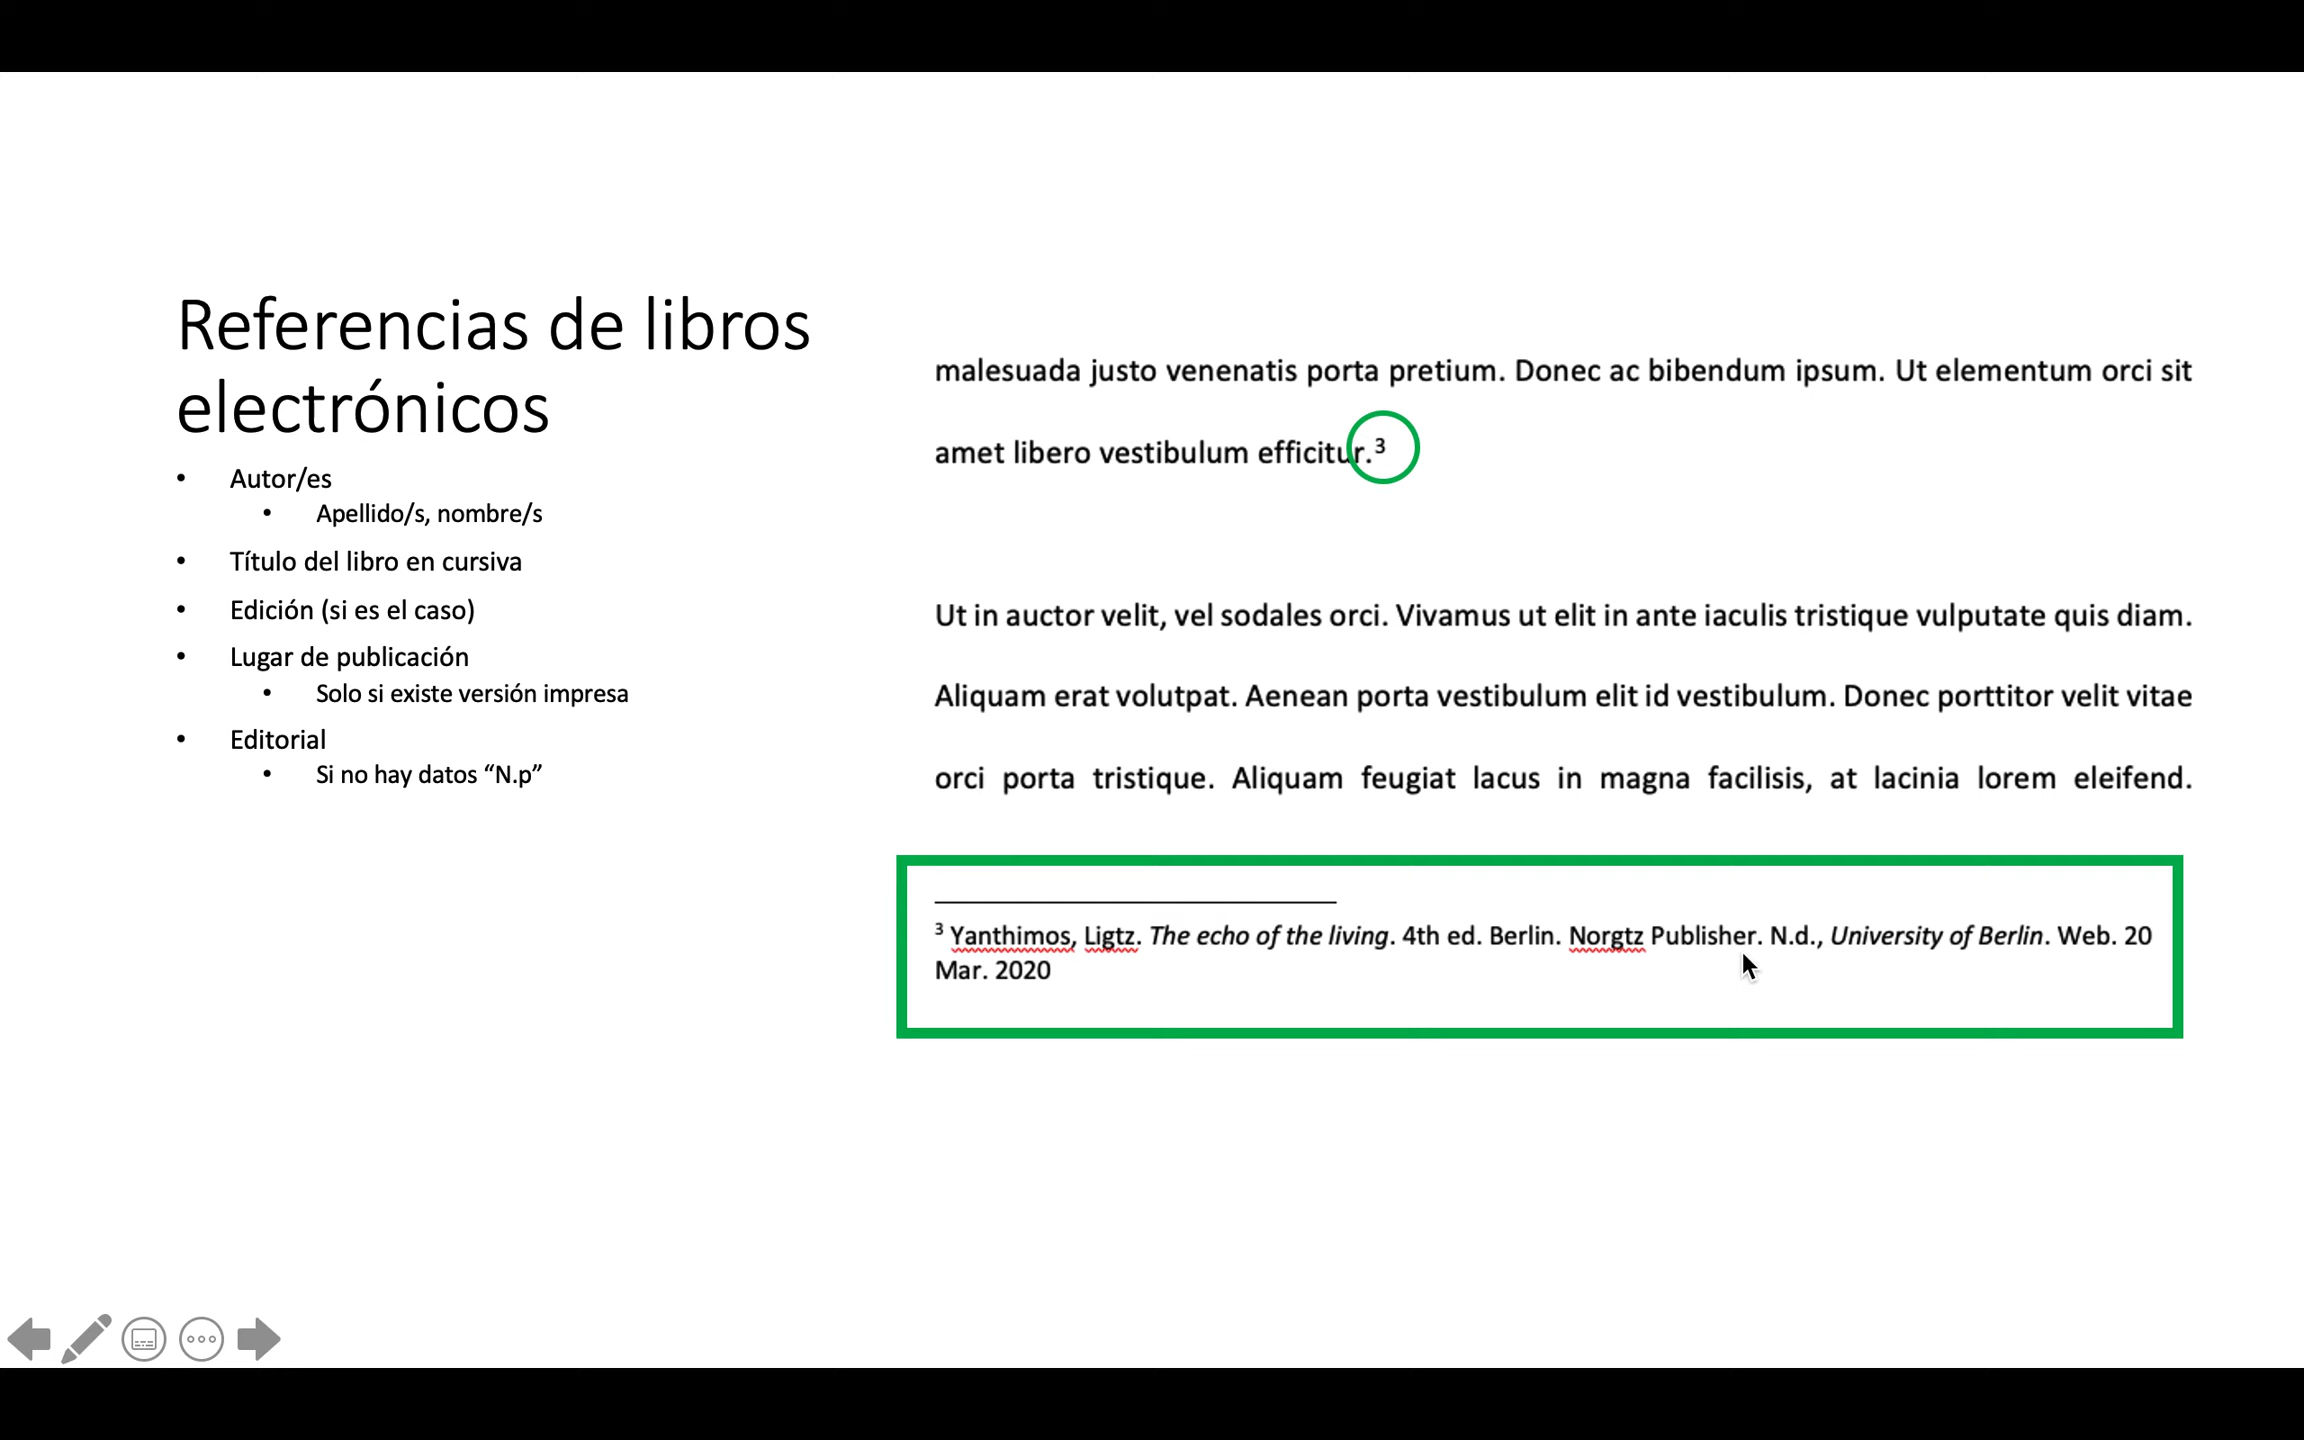 Referencias de libros
electrónicos
• Autor/es
• Apellido/s, nombre/s
• Título del libro en cursiva
• Edición (si es el caso)
• Lugar de publicación
• Solo si existe versión impresa
• Editorial
• Si no hay datos “N.p”
malesuada justo venenatis porta pretium. Donec ac bibendum ipsum. Ut elementum orci sit
amet libero vestibulum efficitur.³
Ut in auctor velit, vel sodales orci. Vivamus ut elit in ante iaculis tristique vulputate quis diam.
Aliquam erat volutpat. Aenean porta vestibulum elit id vestibulum. Donec porttitor velit vitae
orci porta tristique. Aliquam feugiat lacus in magna facilisis, at lacinia lorem eleifend.
³ Yanthimos, Ligtz. The echo of the living. 4th ed. Berlin. Norgtz Publisher. N.d., University of Berlin. Web. 20
Mar. 2020